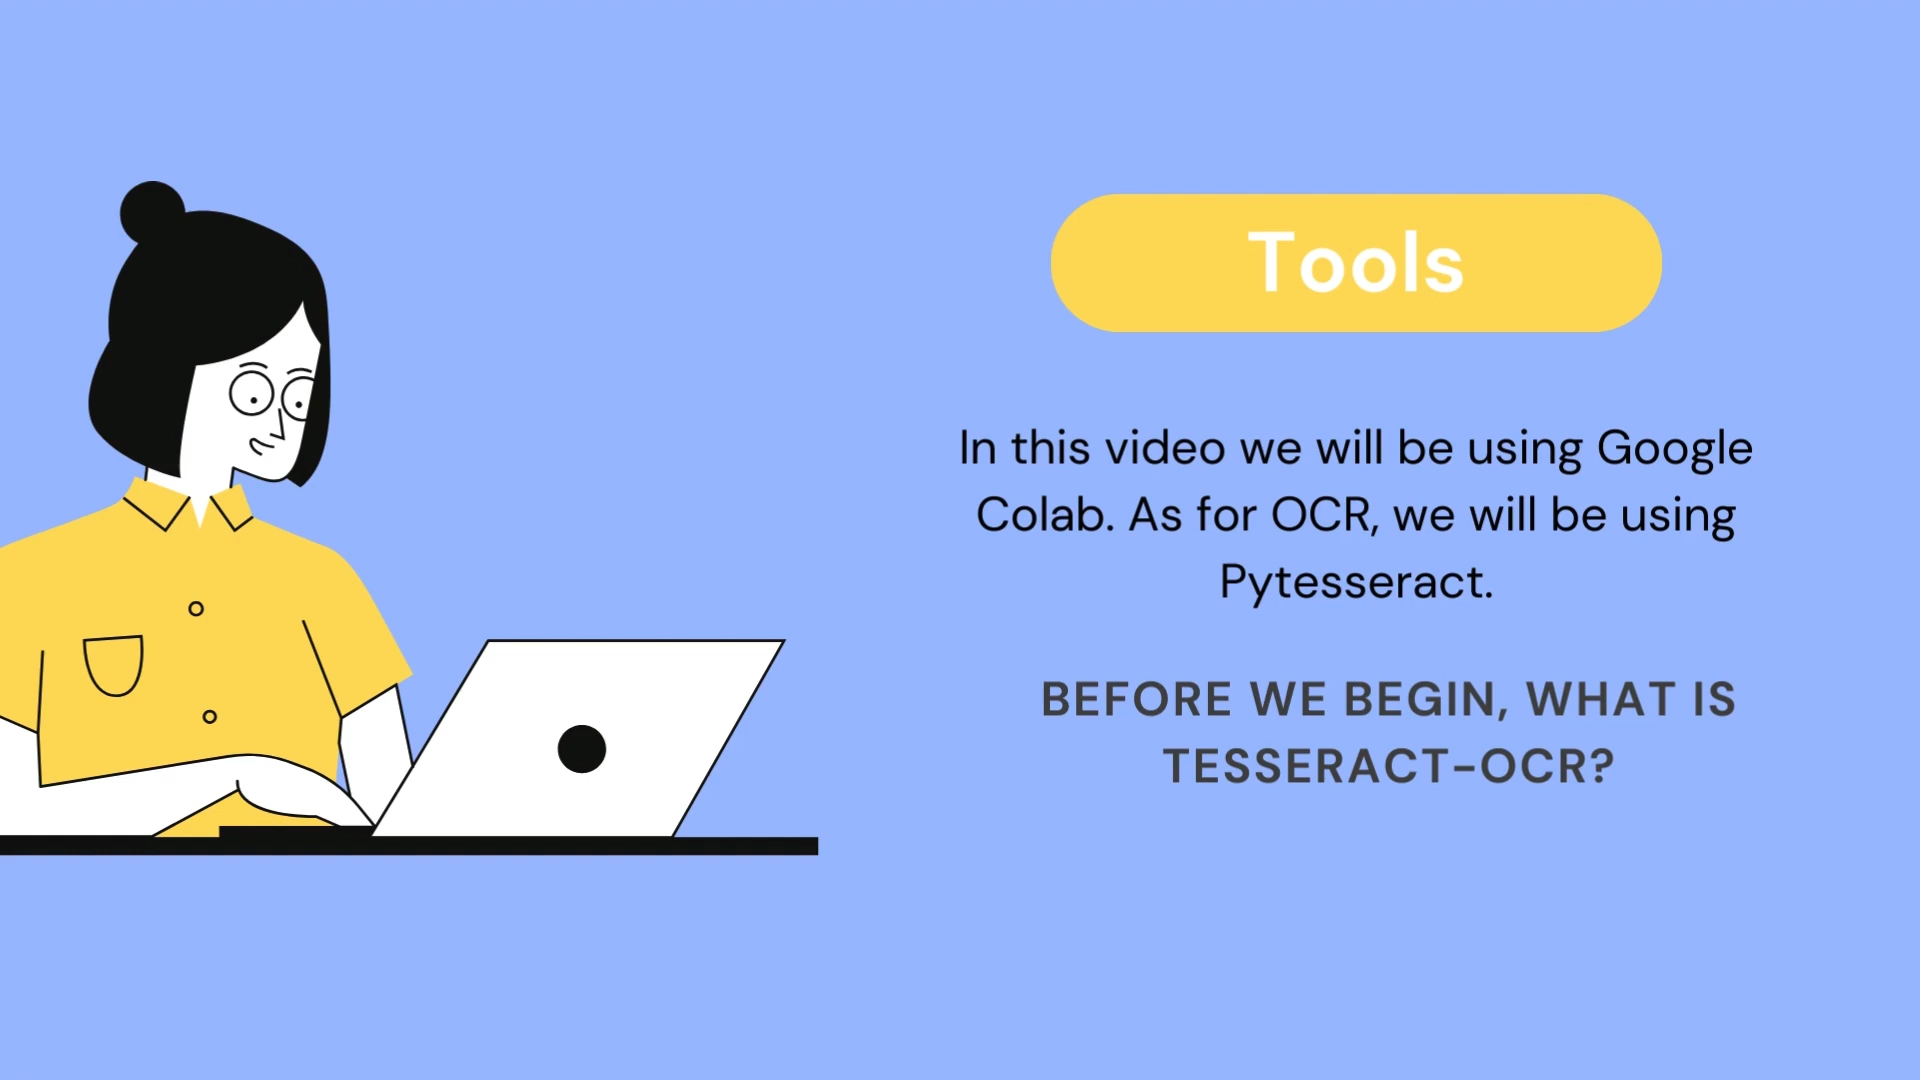 Tools
In this video we will be using Google
Colab. As for OCR, we will be using
Pytesseract.
BEFORE WE BEGIN, WHAT IS
TESSERACT-OCR?